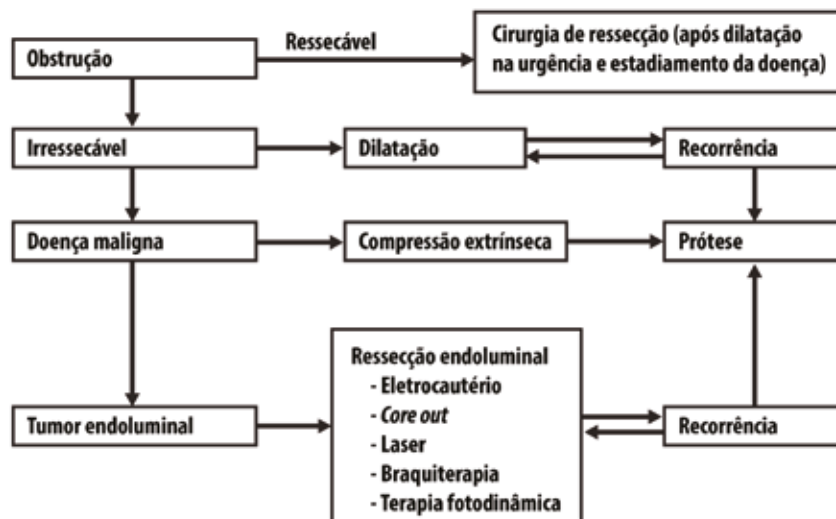 Obstrução
Ressecável
Cirurgia de ressecção (após dilatação
na urgência e estadiamento da doença)
Irressecável
Dilatação
Recorrência
Doença maligna
Compressão extrínseca
Prótese
Tumor endoluminal
Ressecção endoluminal
- Eletrocautério
- Core out
- Laser
- Braquiterapia
- Terapia fotodinâmica
Recorrência